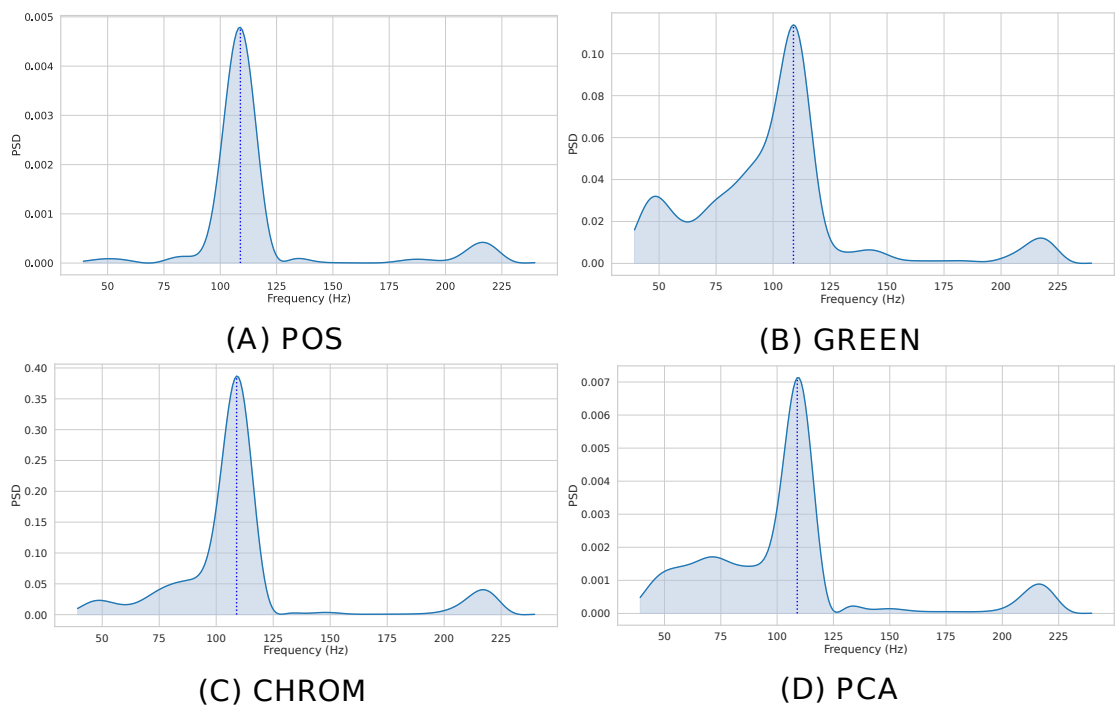 0.005
0.004
0.003
0.002
0.001
0.000
PSD
50 75 100 125 150 175 200 225
Frequency (Hz)
(A) POS
0.10
0.08
0.06
0.04
0.02
0.00
PSD
50 75 100 125 150 175 200 225
Frequency (Hz)
(B) GREEN
0.40
0.35
0.30
0.25
0.20
0.15
0.10
0.05
0.00
PSD
50 75 100 125 150 175 200 225
Frequency (Hz)
(C) CHROM
0.007
0.006
0.005
0.004
0.003
0.002
0.001
0.000
PSD
50 75 100 125 150 175 200 225
Frequency (Hz)
(D) PCA